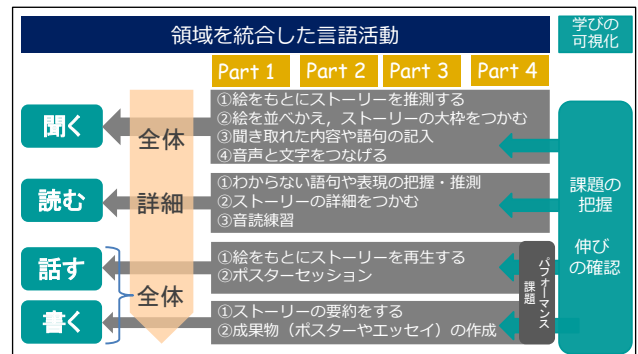 領域を統合した言語活動
学びの
可視化
Part 1 Part 2 Part 3 Part 4
聞く
全体
①絵をもとにストーリーを推測する
②絵を並べかえ，ストーリーの大枠をつかむ
③聞き取れた内容や語句の記入
④音声と文字をつなげる
読む
詳細
①わからない語句や表現の把握・推測
②ストーリーの詳細をつかむ
③音読練習
話す
書く
全体
①絵をもとにストーリーを再生する
②ポスターセッション
①ストーリーの要約をする
②成果物（ポスターやエッセイ）の作成
パフォーマンス
課題
課題の
把握
伸び
の確認